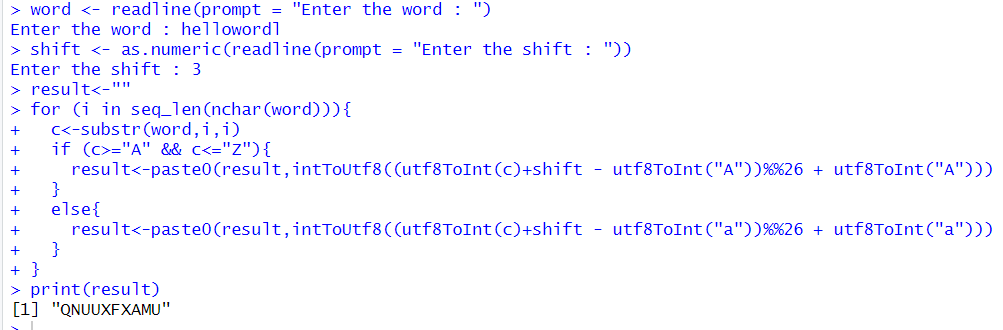 > word <- readline(prompt = "Enter the word : ")
Enter the word : hellowordl
> shift <- as.numeric(readline(prompt = "Enter the shift : "))
Enter the shift : 3
> result<-""
> for (i in seq_len(nchar(word))){
+   c<-substr(word,i,i)
+   if (c>="A" && c<="Z"){
+     result<-paste0(result,intToUtf8((utf8ToInt(c)+shift - utf8ToInt("A"))%%26 + utf8ToInt("A")))
+   }
+   else{
+     result<-paste0(result,intToUtf8((utf8ToInt(c)+shift - utf8ToInt("a"))%%26 + utf8ToInt("a")))
+   }
+ }
> print(result)
[1] "QNUUXFXAMU"
>